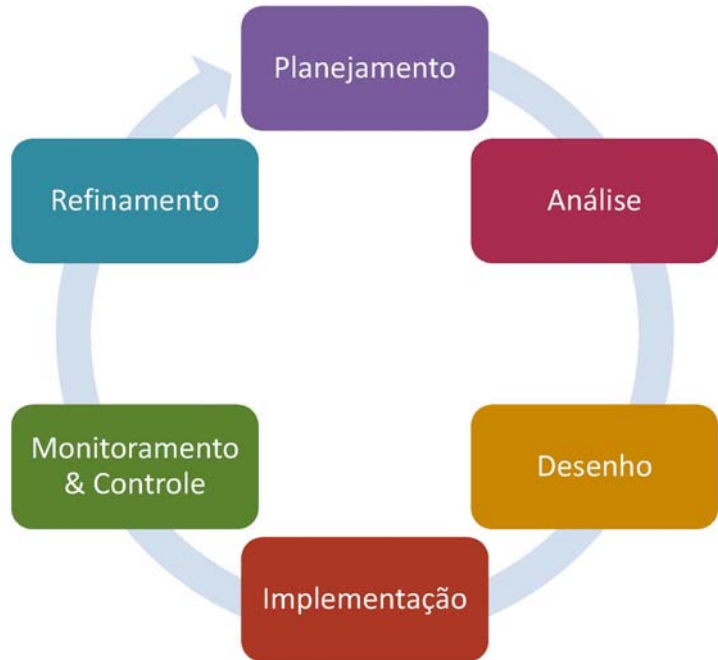 Planejamento
Análise
Desenho
Implementação
Monitoramento
& Controle
Refinamento